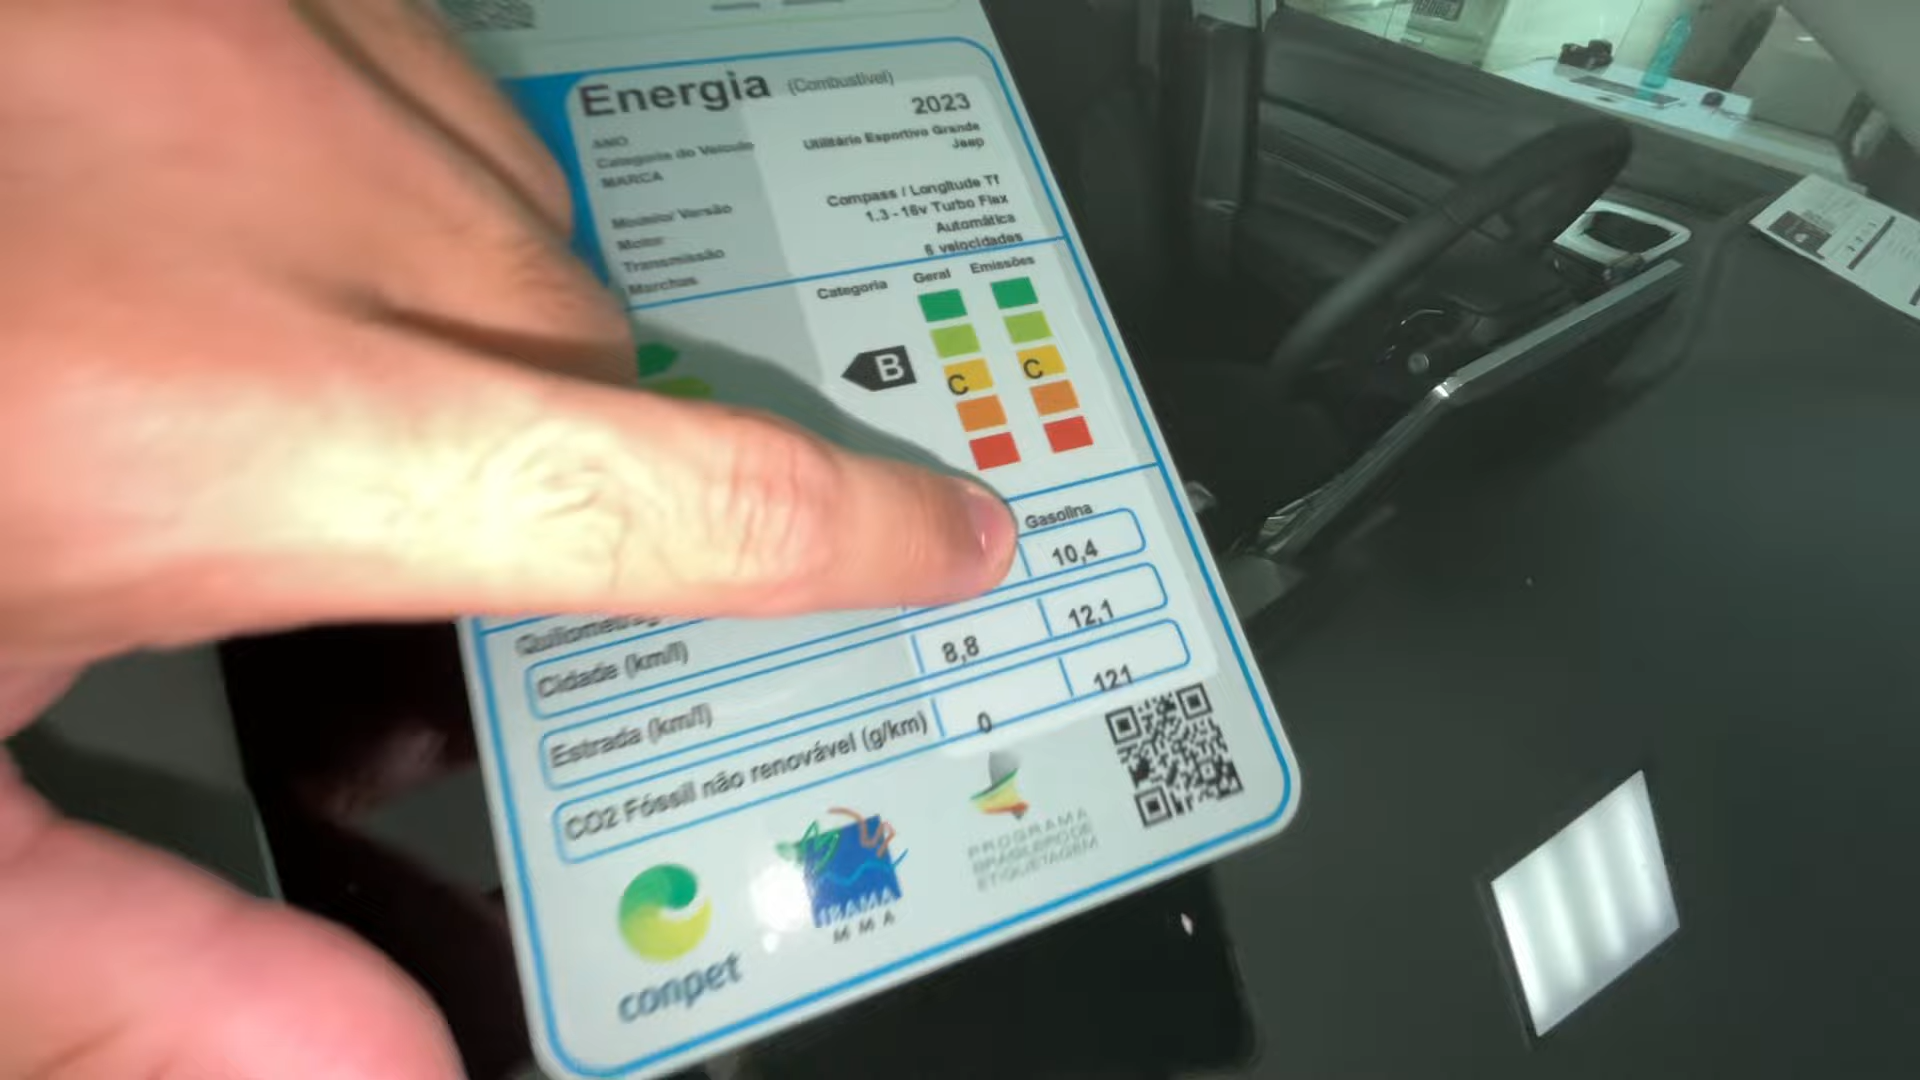 Energia (Combustível)
ANO 2023
Categoria do Veículo Utilitário Esportivo Grande
MARCA Jeep
Modelo/ Versão Compass / Longitude Tf
Motor 1.3 - 16v Turbo Flex
Transmissão Automática
Marchas 6 velocidades
Categoria Geral Emissões
B C C
Gasolina
Cidade (km/l) 10,4
Estrada (km/l) 8,8 12,1
CO2 Fóssil não renovável (g/km) 0 121
conpet
IBAMA
M M A
PROGRAMA
BRASILEIRO DE
ETIQUETAGEM